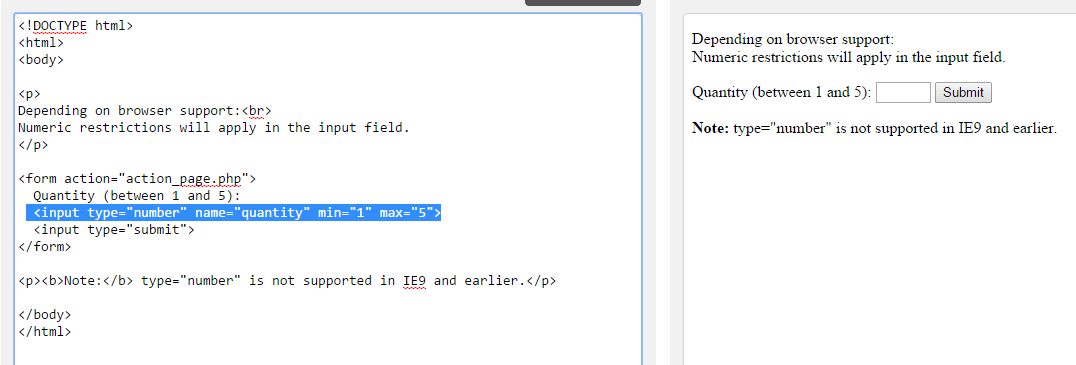 <!DOCTYPE html>
<html>
<body>
<p>
Depending on browser support:<br>
Numeric restrictions will apply in the input field.
</p>
<form action="action_page.php">
Quantity (between 1 and 5):
<input type="number" name="quantity" min="1" max="5">
<input type="submit">
</form>
<p><b>Note:</b> type="number" is not supported in IE9 and earlier.</p>
</body>
</html>
Depending on browser support:
Numeric restrictions will apply in the input field.
Quantity (between 1 and 5): Submit
Note: type="number" is not supported in IE9 and earlier.